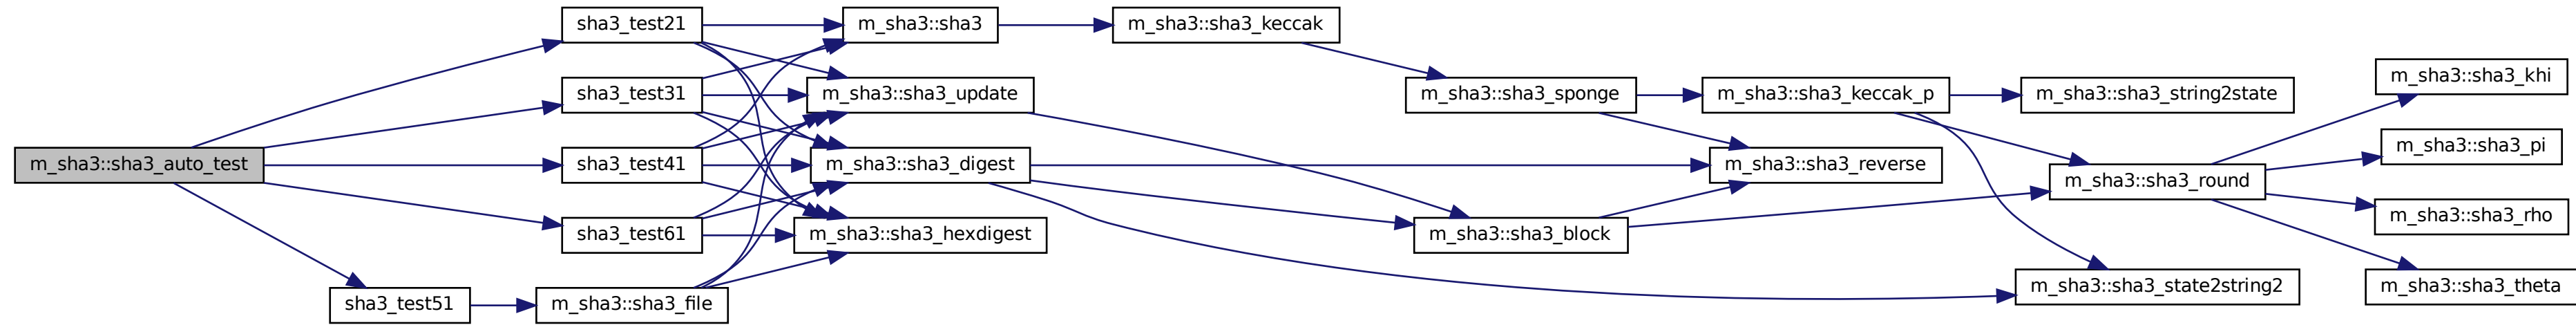 m_sha3::sha3_auto_test
sha3_test21
sha3_test31
sha3_test41
sha3_test61
sha3_test51
m_sha3::sha3_file
m_sha3::sha3
m_sha3::sha3_update
m_sha3::sha3_digest
m_sha3::sha3_hexdigest
m_sha3::sha3_keccak
m_sha3::sha3_sponge
m_sha3::sha3_block
m_sha3::sha3_keccak_p
m_sha3::sha3_reverse
m_sha3::sha3_string2state
m_sha3::sha3_round
m_sha3::sha3_state2string2
m_sha3::sha3_khi
m_sha3::sha3_pi
m_sha3::sha3_rho
m_sha3::sha3_theta